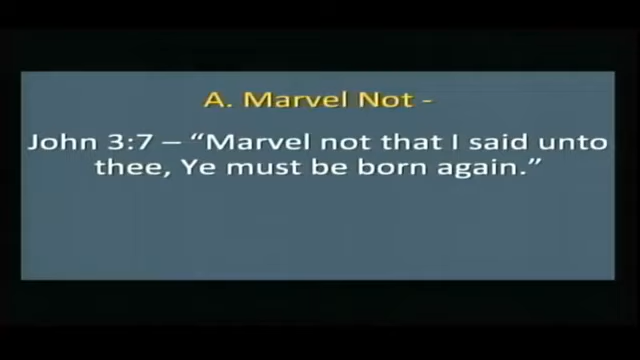 A. Marvel Not -
John 3:7 – “Marvel not that I said unto
thee, Ye must be born again.”